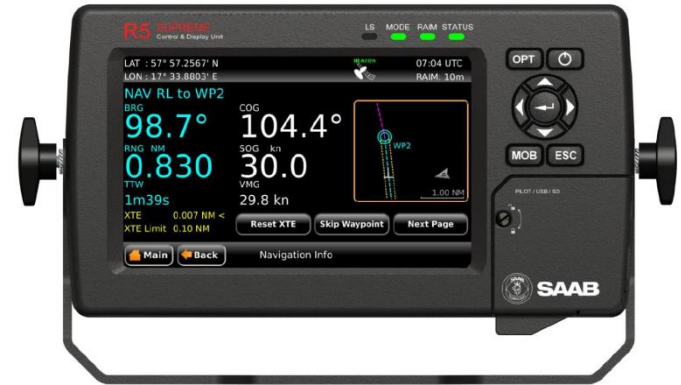 R5 SUPREME
Control & Display Unit
LS MODE RAIM STATUS
LAT : 57° 57.2567' N
LON : 17° 33.8803' E
BEACON
07:04 UTC
RAIM: 10m
NAV RL to WP2
BRG
98.7°
COG
104.4°
RNG NM
0.830
SOG kn
30.0
TTW
1m39s
VMG
29.8 kn
WP2
1.00 NM
XTE 0.007 NM <
XTE Limit 0.10 NM
Reset XTE
Skip Waypoint
Next Page
Main
Back
Navigation Info
OPT
MOB
ESC
PILOT / USB / SD
SAAB